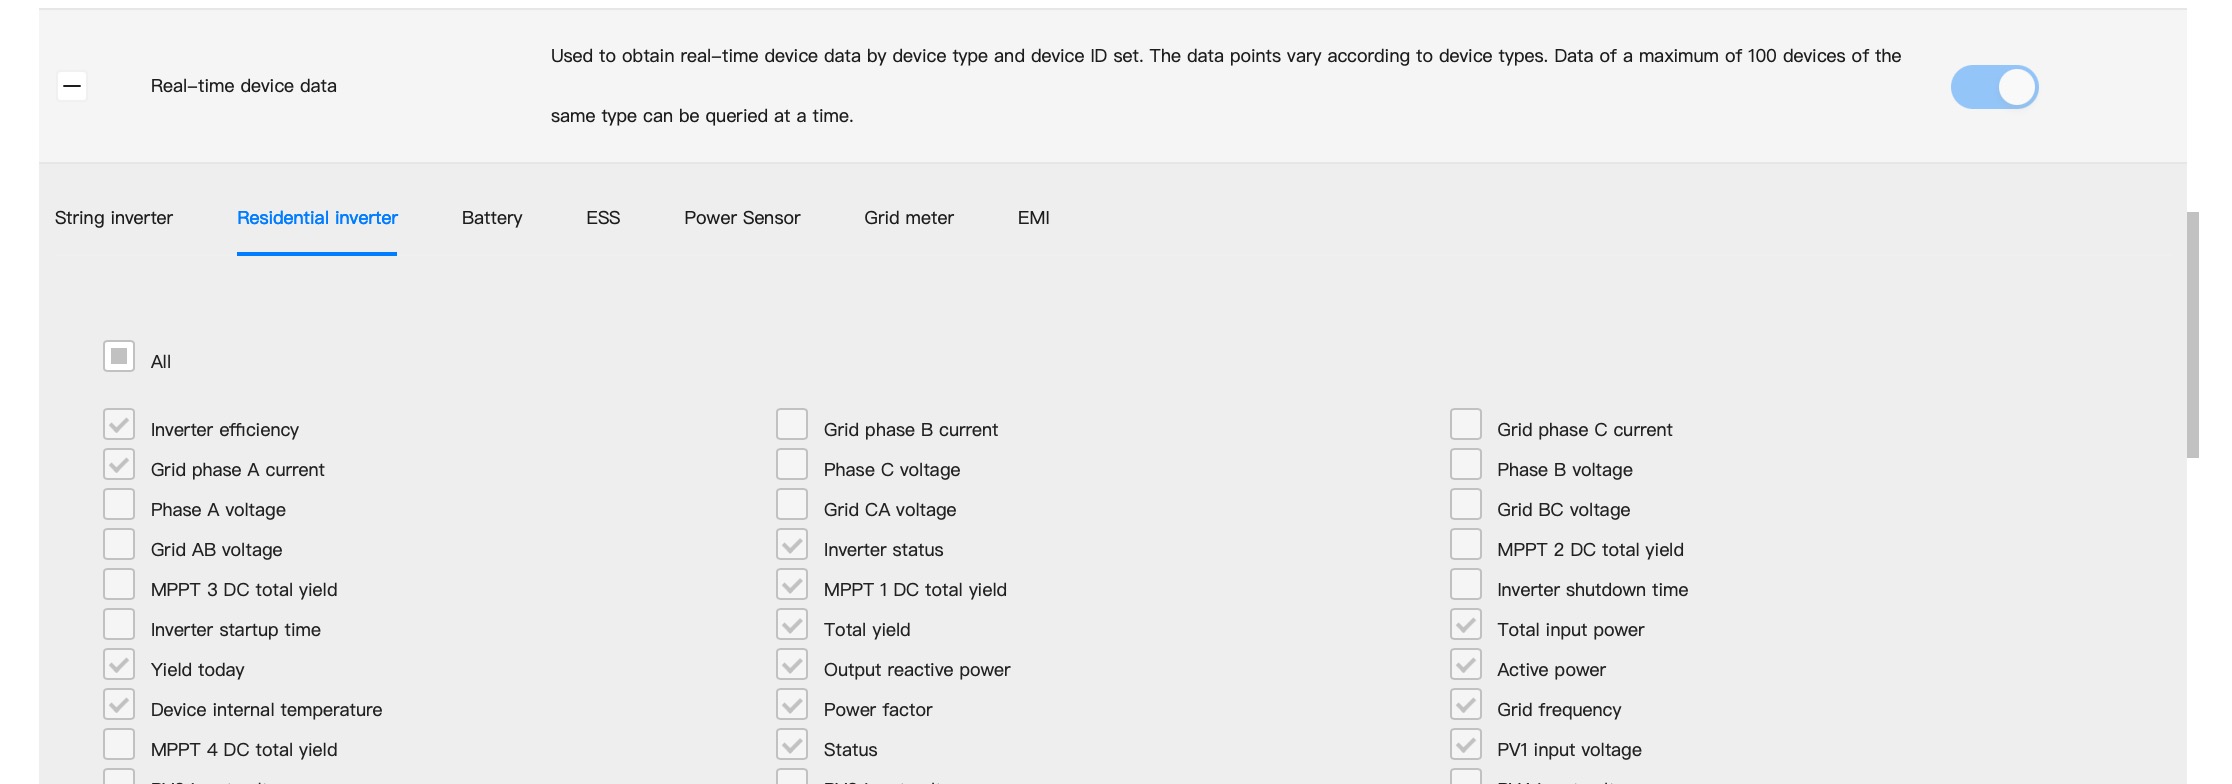 Used to obtain real-time device data by device type and device ID set. The data points vary according to device types. Data of a maximum of 100 devices of the
Real-time device data
same type can be queried at a time.
String inverter Residential inverter Battery ESS Power Sensor Grid meter EMI
All
Inverter efficiency Grid phase B current Grid phase C current
Grid phase A current Phase C voltage Phase B voltage
Phase A voltage Grid CA voltage Grid BC voltage
Grid AB voltage Inverter status MPPT 2 DC total yield
MPPT 3 DC total yield MPPT 1 DC total yield Inverter shutdown time
Inverter startup time Total yield Total input power
Yield today Output reactive power Active power
Device internal temperature Power factor Grid frequency
MPPT 4 DC total yield Status PV1 input voltage